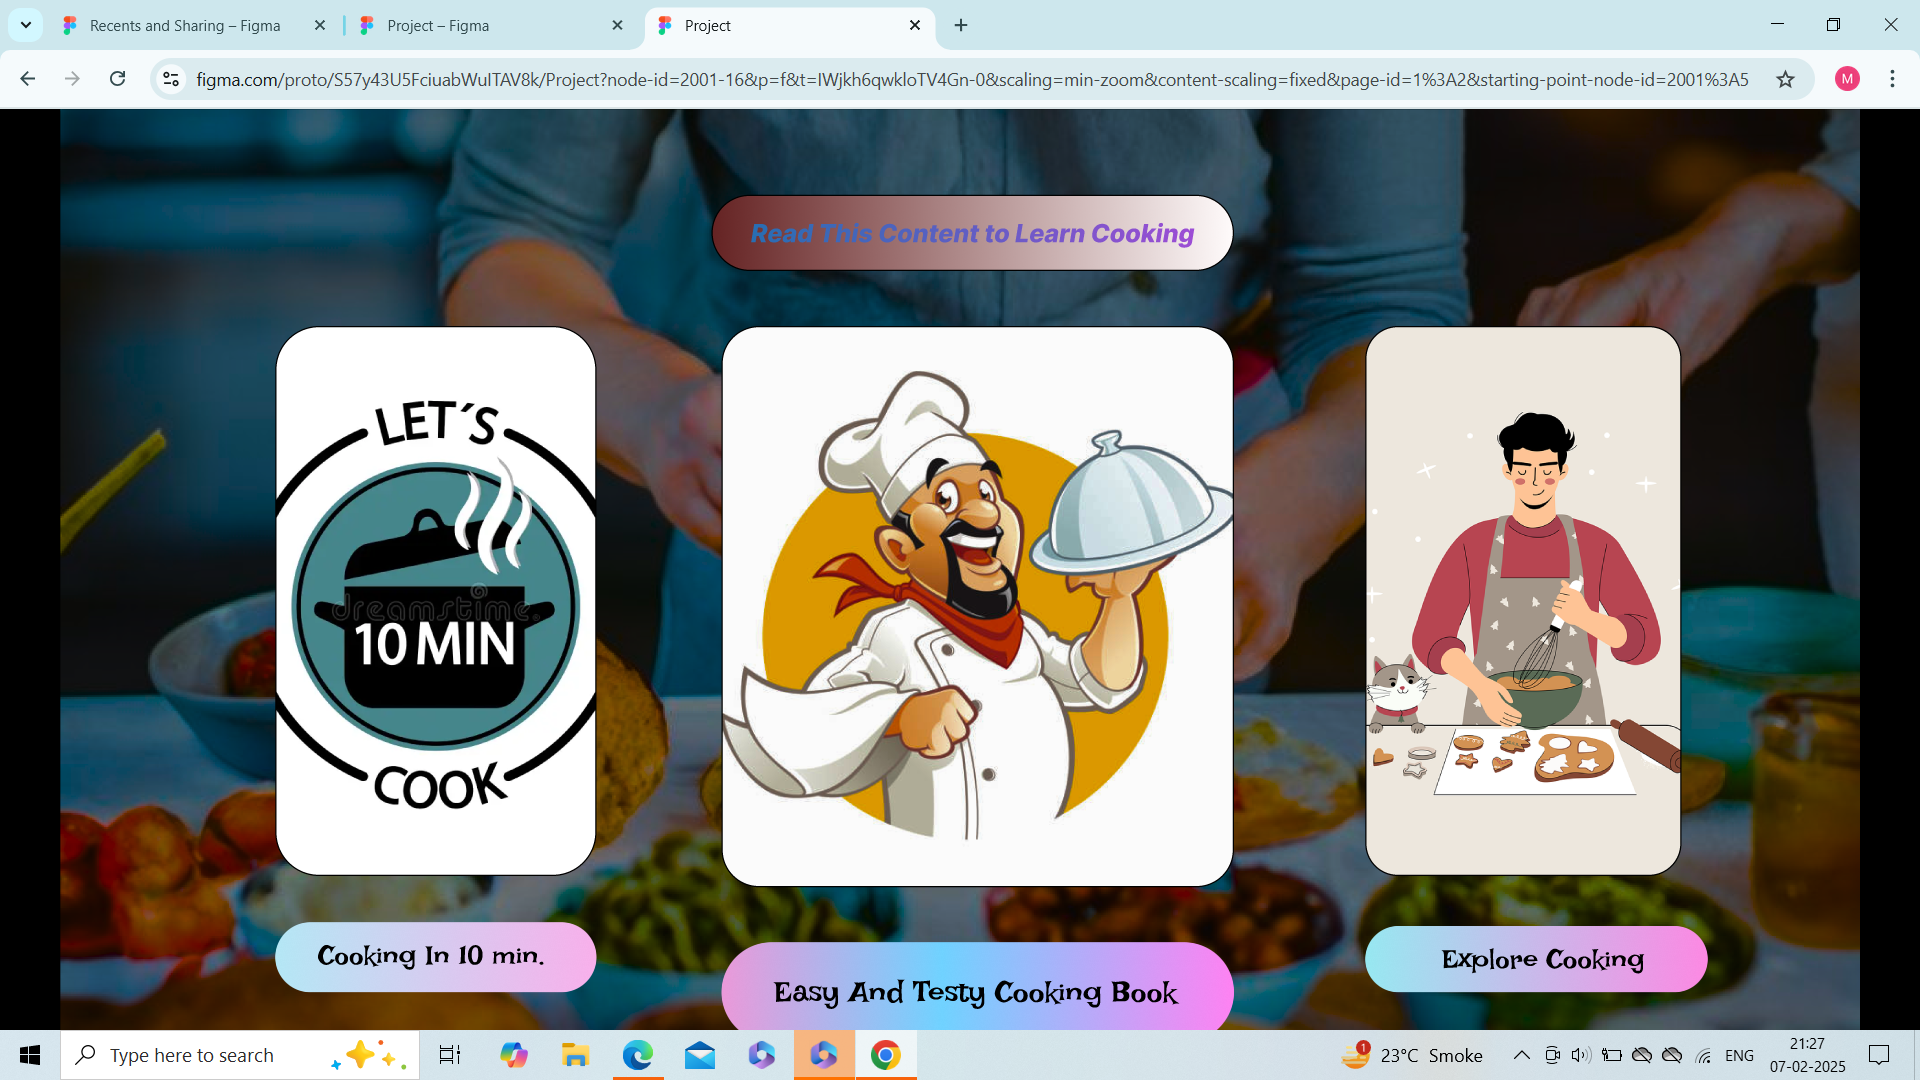 Recents and Sharing – Figma
Project – Figma
Project
figma.com/proto/S57y43U5FciuabWuITAV8k/Project?node-id=2001-16&p=f&t=IWjkh6qwkloTV4Gn-0&scaling=min-zoom&content-scaling=fixed&page-id=1%3A2&starting-point-node-id=2001%3A5
M
Read This Content to Learn Cooking
LET´S
dreamstime.
10 MIN
COOK
Cooking In 10 min.
Easy And Testy Cooking Book
Explore Cooking
Type here to search
1
23°C Smoke
ENG
21:27
07-02-2025